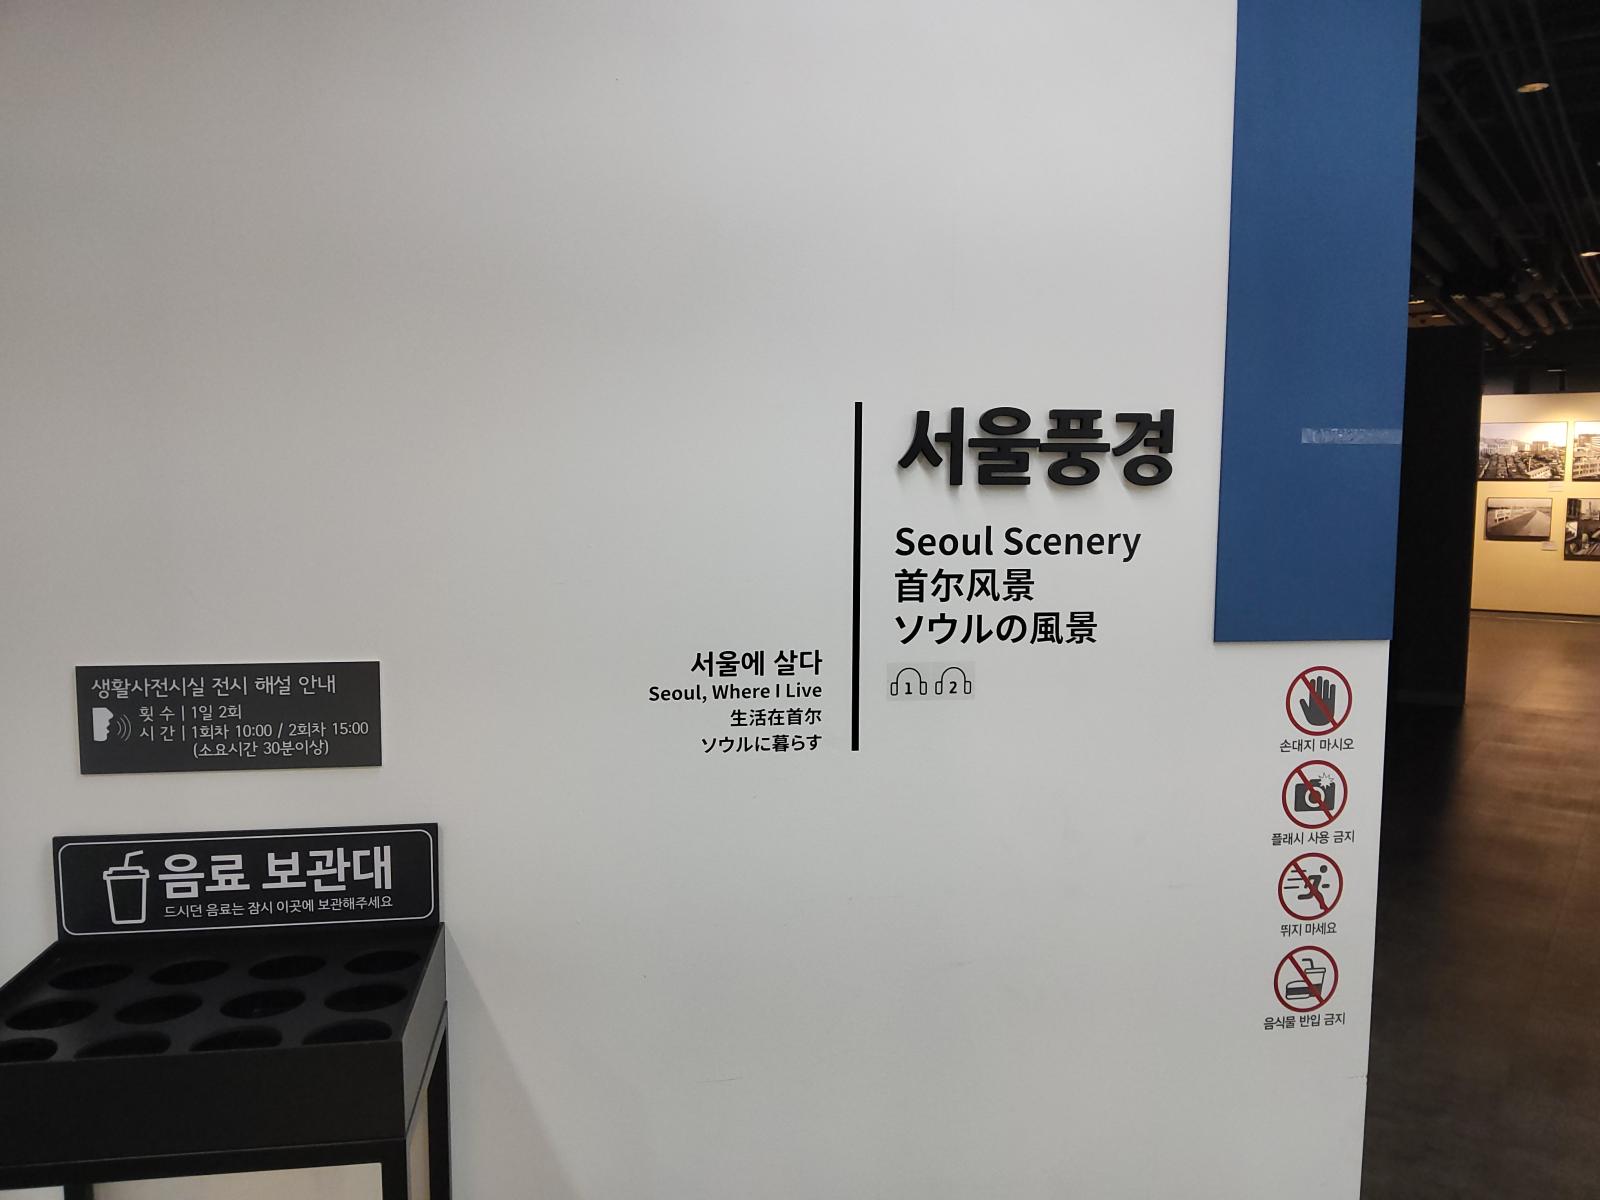 서울풍경
Seoul Scenery
首尔风景
ソウルの風景
1 2
서울에 살다
Seoul, Where I Live
生活在首尔
ソウルに暮らす
생활사전시실 전시 해설 안내
횟 수 | 1일 2회
시 간 | 1회차 10:00 / 2회차 15:00
(소요시간 30분이상)
음료 보관대
드시던 음료는 잠시 이곳에 보관해주세요
손대지 마시오
플래시 사용 금지
뛰지 마세요
음식물 반입 금지